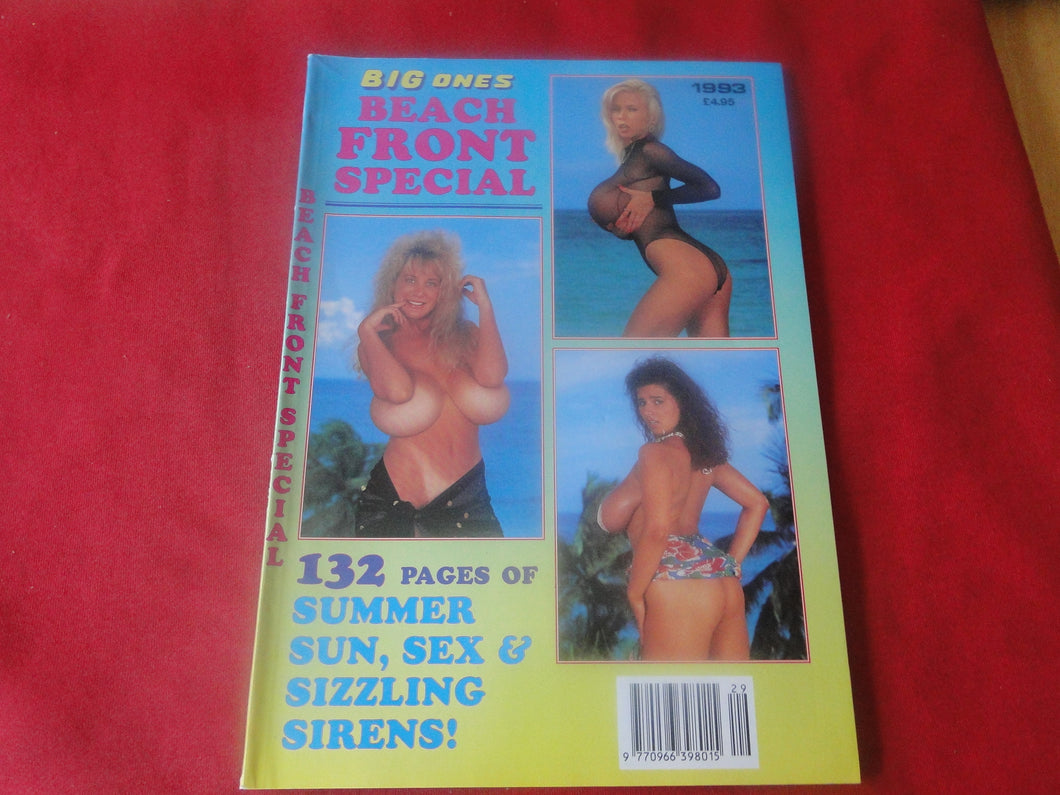 BIG ONES
BEACH
FRONT
SPECIAL
1993
£4.95
BEACH FRONT SPECIAL
132 PAGES OF
SUMMER
SUN, SEX &
SIZZLING
SIRENS!
29
9 770966 398015